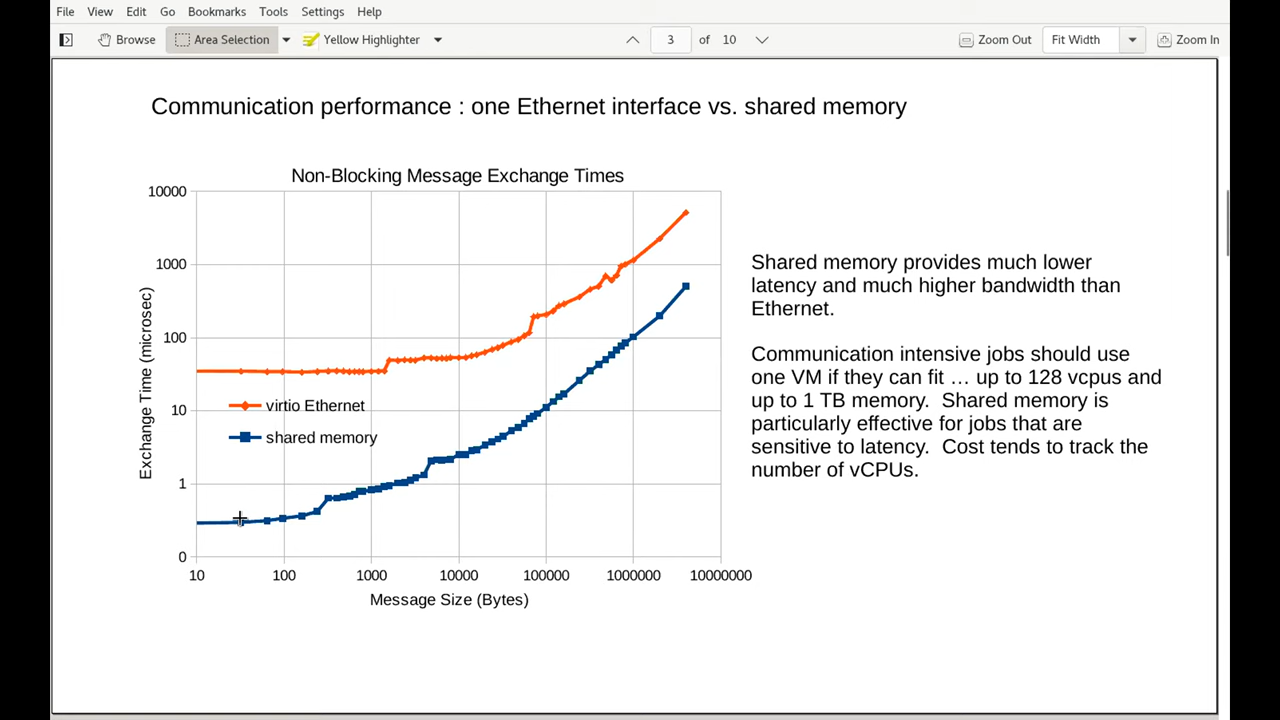 File View Edit Go Bookmarks Tools Settings Help
Browse Area Selection Yellow Highlighter 3 of 10 Zoom Out Fit Width Zoom In
Communication performance : one Ethernet interface vs. shared memory
Non-Blocking Message Exchange Times
10000
1000
100
10
1
0
Exchange Time (microsec)
virtio Ethernet
shared memory
10 100 1000 10000 100000 1000000 10000000
Message Size (Bytes)
Shared memory provides much lower
latency and much higher bandwidth than
Ethernet.
Communication intensive jobs should use
one VM if they can fit … up to 128 vcpus and
up to 1 TB memory. Shared memory is
particularly effective for jobs that are
sensitive to latency. Cost tends to track the
number of vCPUs.